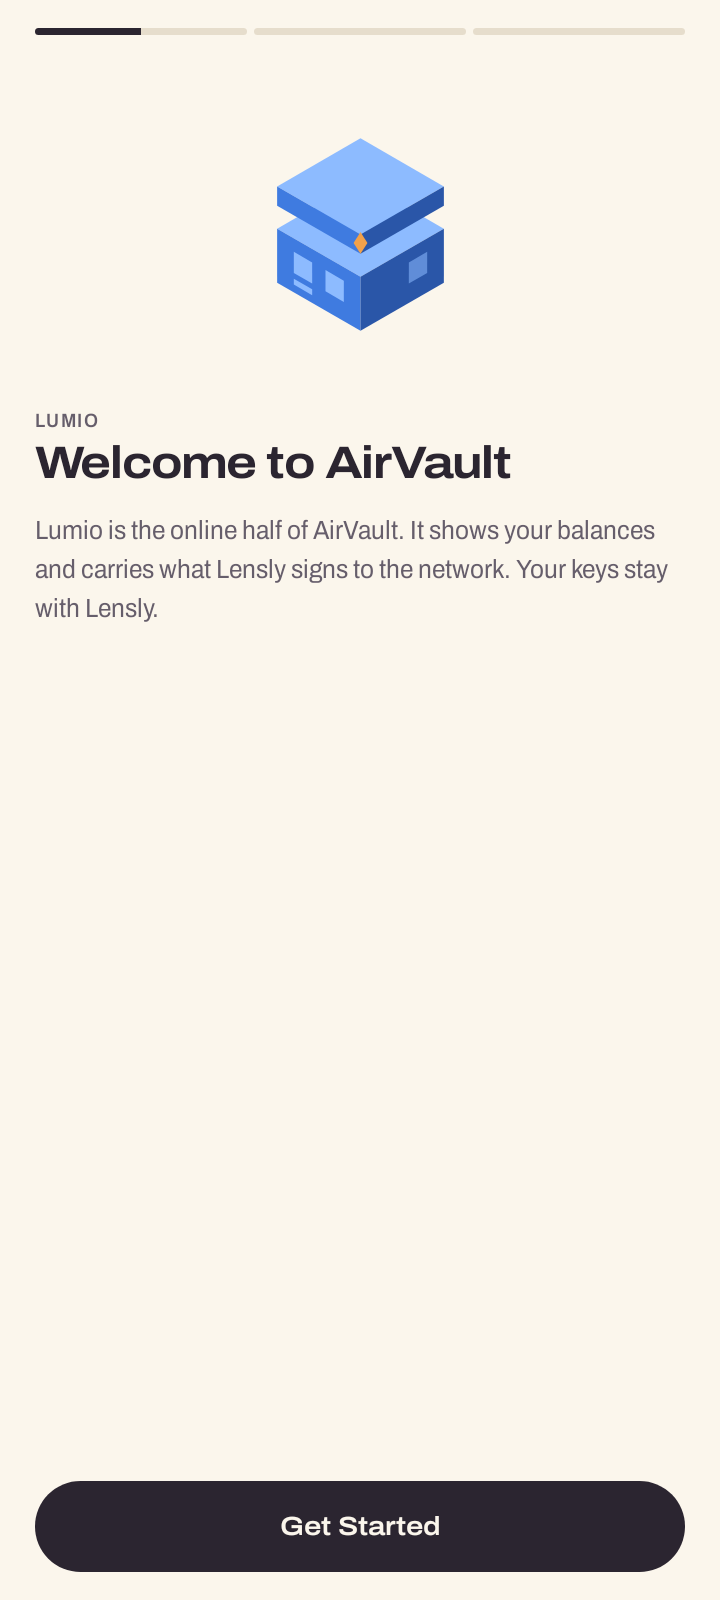 LUMIO
Welcome to AirVault
Lumio is the online half of AirVault. It shows your balances
and carries what Lensly signs to the network. Your keys stay
with Lensly.
Get Started